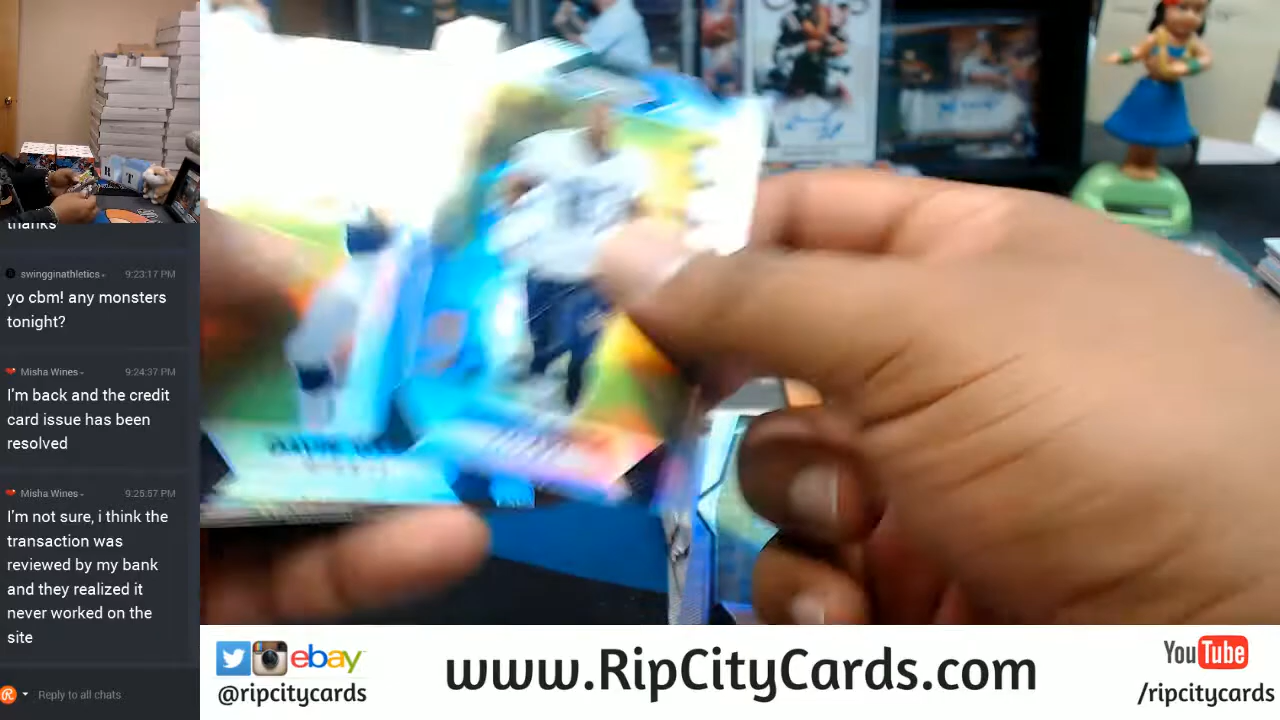 thanks
swingginathletics 9:23:17 PM
yo cbm! any monsters
tonight?
Misha Wines 9:24:37 PM
I'm back and the credit
card issue has been
resolved
Misha Wines 9:25:57 PM
I'm not sure, i think the
transaction was
reviewed by my bank
and they realized it
never worked on the
site
Reply to all chats
ebay
@ripcitycards
www.RipCityCards.com
YouTube
/ripcitycards